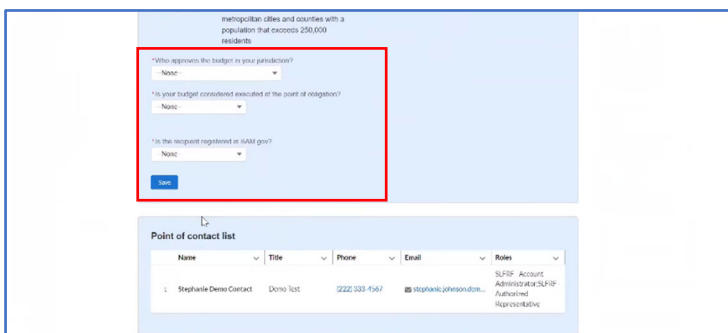 metropolitan cities and counties with a
population that exceeds 250,000
residents
*Who approves the budget in your jurisdiction?
--None--
*Is your budget considered executed at the point of obligation?
--None--
*Is the recipient registered in SAM.gov?
--None--
Save
Point of contact list
Name Title Phone Email Roles
1 Stephanie Demo Contact Demo Test (222) 333-4567 stephanie.johnson.dem... SLFRF - Account
Administrator;SLFRF
Authorized
Representative